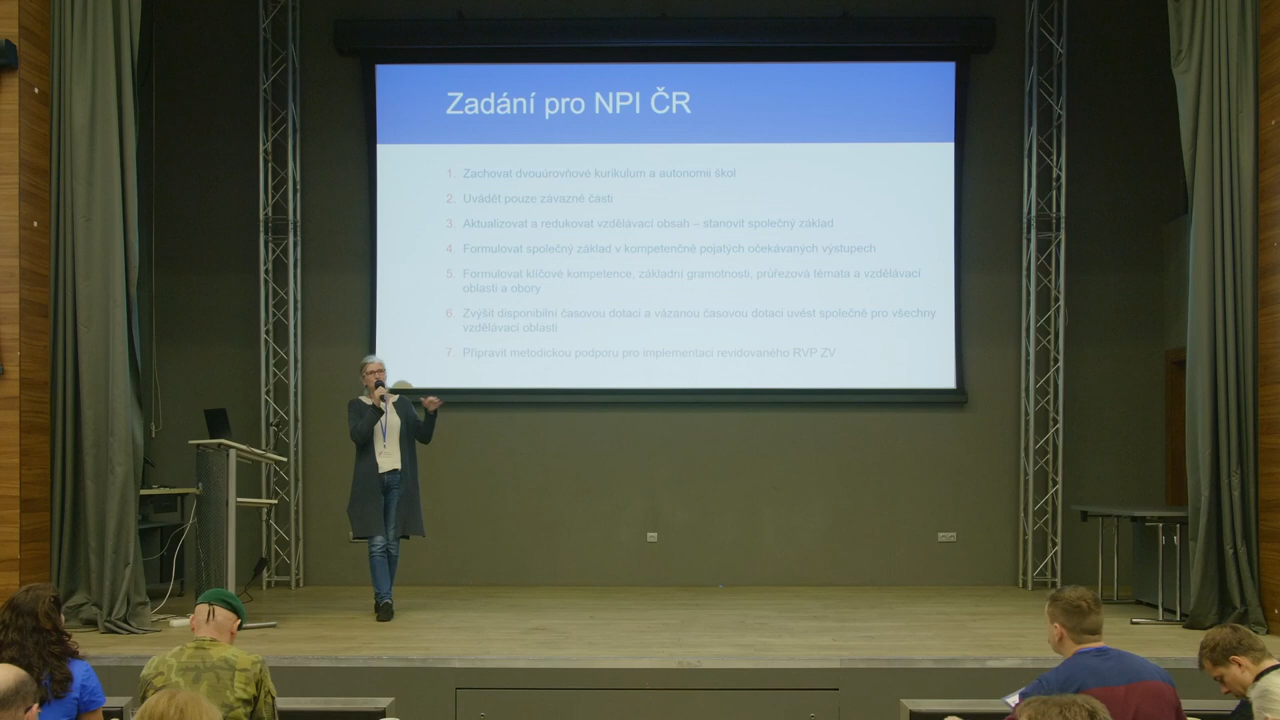 Zadání pro NPI ČR
1. Zachovat dvouúrovňové kurikulum a autonomii škol
2. Uvádět pouze závazné části
3. Aktualizovat a redukovat vzdělávací obsah – stanovit společný základ
4. Formulovat společný základ v kompetenčně pojatých očekávaných výstupech
5. Formulovat klíčové kompetence, základní gramotnosti, průřezová témata a vzdělávací
oblasti a obory
6. Zvýšit disponibilní časovou dotaci a vázanou časovou dotaci uvést společně pro všechny
vzdělávací oblasti
7. Připravit metodickou podporu pro implementaci revidovaného RVP ZV